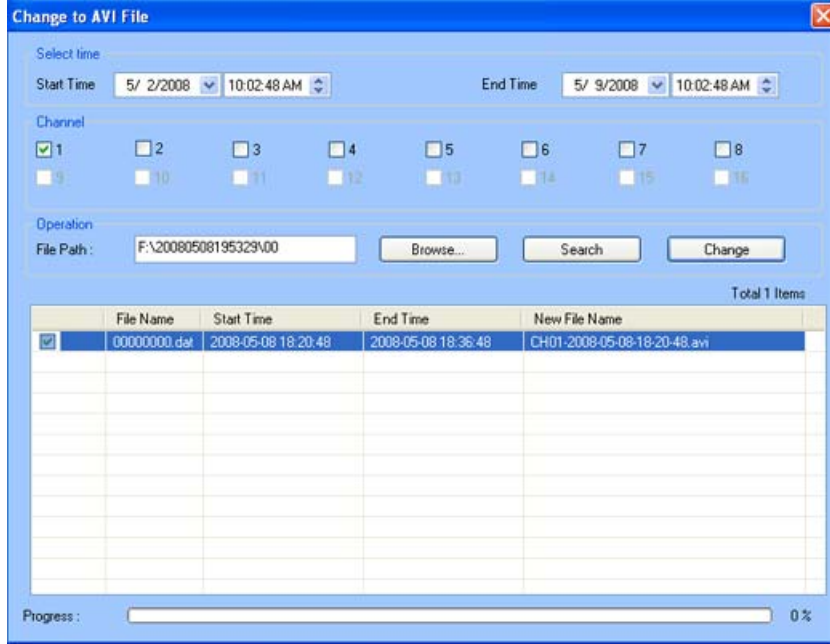 Change to AVI File
Select time
Start Time 5/ 2/2008 10:02:48 AM End Time 5/ 9/2008 10:02:48 AM
Channel
1 2 3 4 5 6 7 8
9 10 11 12 13 14 15 16
Operation
File Path : F:\20080508195329\00 Browse... Search Change
Total 1 Items
File Name Start Time End Time New File Name
00000000.dat 2008-05-08 18:20:48 2008-05-08 18:36:48 CH01-2008-05-08-18-20-48.avi
Progress : 0 %